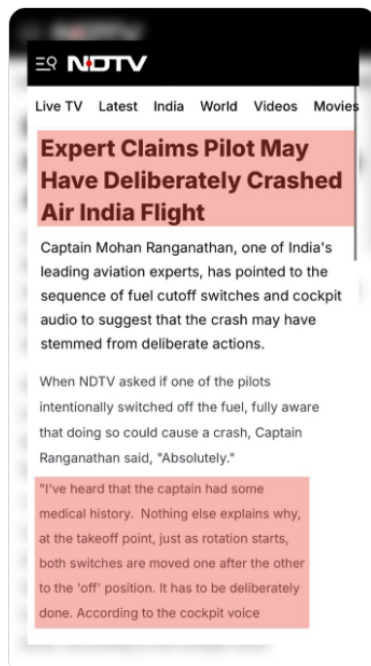 NDTV
Live TV Latest India World Videos Movies
Expert Claims Pilot May
Have Deliberately Crashed
Air India Flight
Captain Mohan Ranganathan, one of India's
leading aviation experts, has pointed to the
sequence of fuel cutoff switches and cockpit
audio to suggest that the crash may have
stemmed from deliberate actions.
When NDTV asked if one of the pilots
intentionally switched off the fuel, fully aware
that doing so could cause a crash, Captain
Ranganathan said, "Absolutely."
"I've heard that the captain had some
medical history. Nothing else explains why,
at the takeoff point, just as rotation starts,
both switches are moved one after the other
to the 'off' position. It has to be deliberately
done. According to the cockpit voice